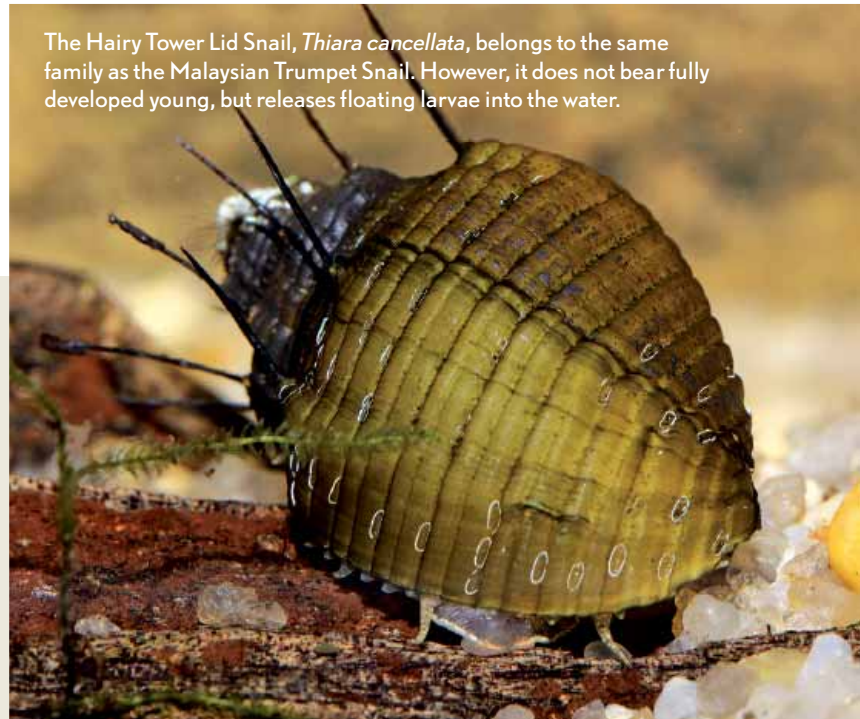 The Hairy Tower Lid Snail, Thiara cancellata, belongs to the same
family as the Malaysian Trumpet Snail. However, it does not bear fully
developed young, but releases floating larvae into the water.